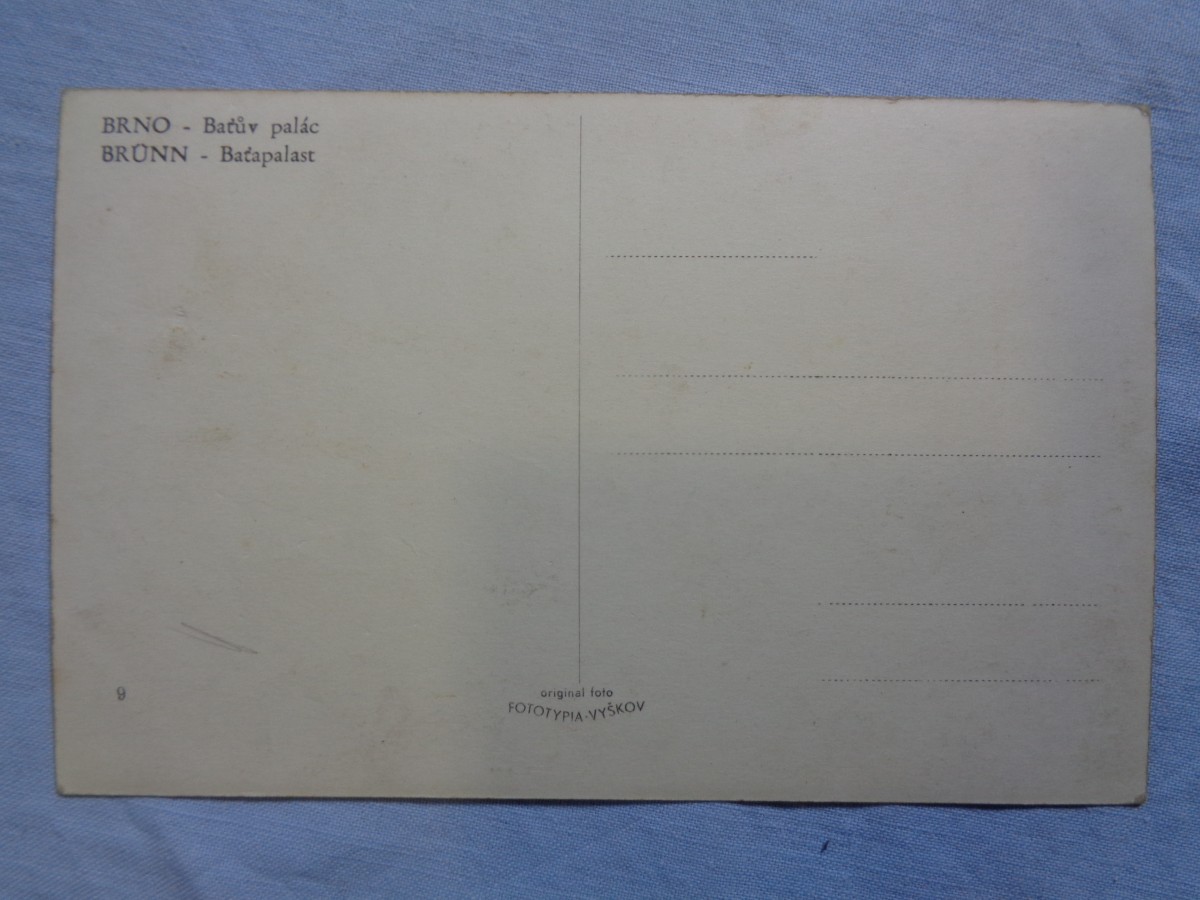 BRNO - Baťův palác
BRÜNN - Baťapalast
9
original foto
FOTOTYPIA-VYŠKOV